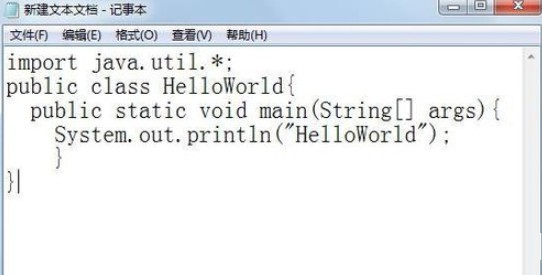 新建文本文档 - 记事本
文件(F) 编辑(E) 格式(O) 查看(V) 帮助(H)
import java.util.*;
public class HelloWorld{
  public static void main(String[] args){
    System.out.println("HelloWorld");
    }
}